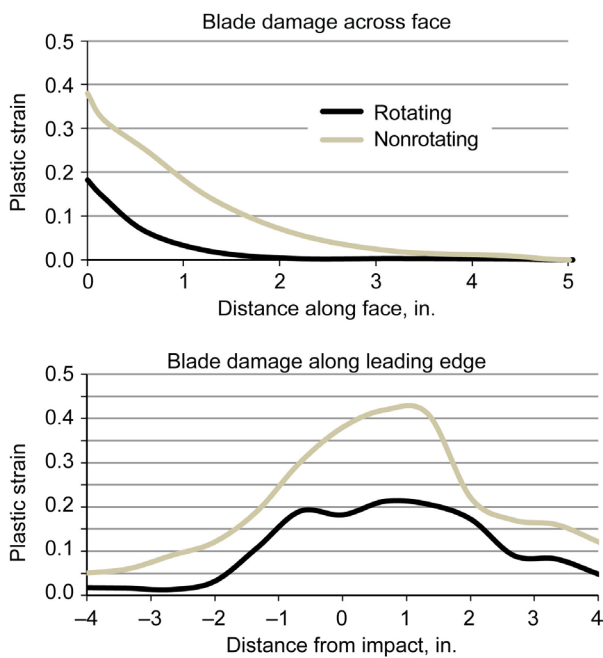 Blade damage across face
0.5
0.4
0.3
0.2
0.1
0.0
Plastic strain
Rotating
Nonrotating
0 1 2 3 4 5
Distance along face, in.
Blade damage along leading edge
0.5
0.4
0.3
0.2
0.1
0.0
Plastic strain
–4 –3 –2 –1 0 1 2 3 4
Distance from impact, in.